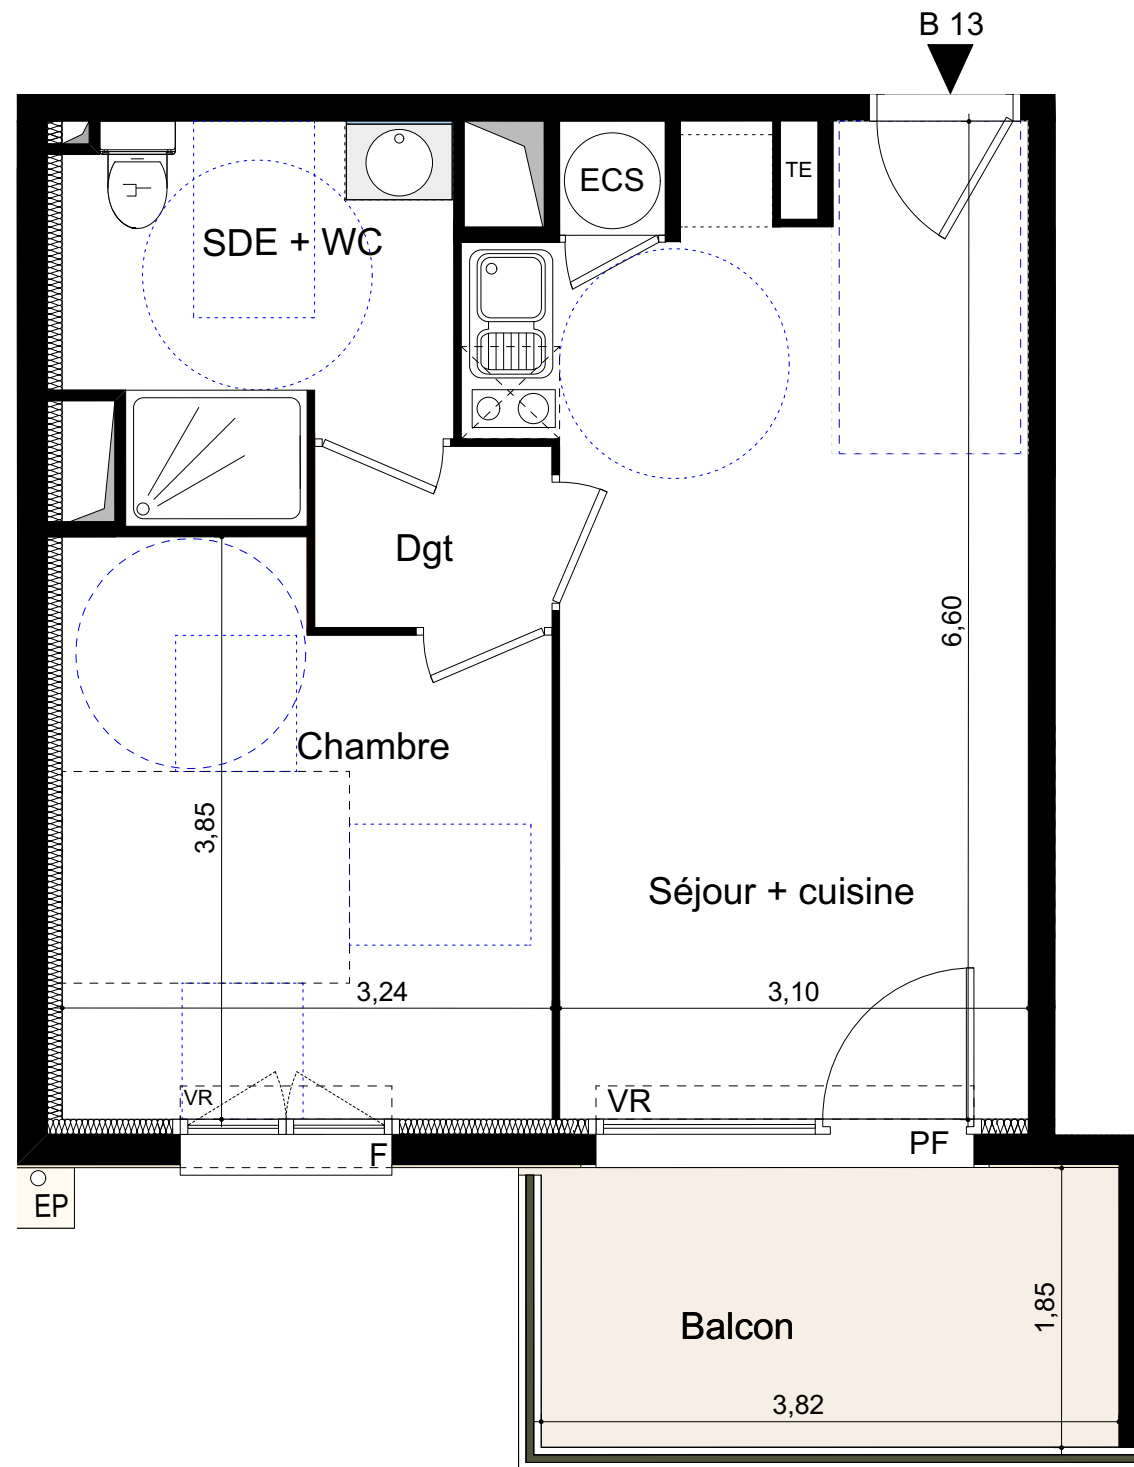 B 13
ECS
TE
SDE + WC
Dgt
6,60
Chambre
3,85
Séjour + cuisine
3,24
3,10
VR
VR
F
PF
EP
1,85
Balcon
3,82